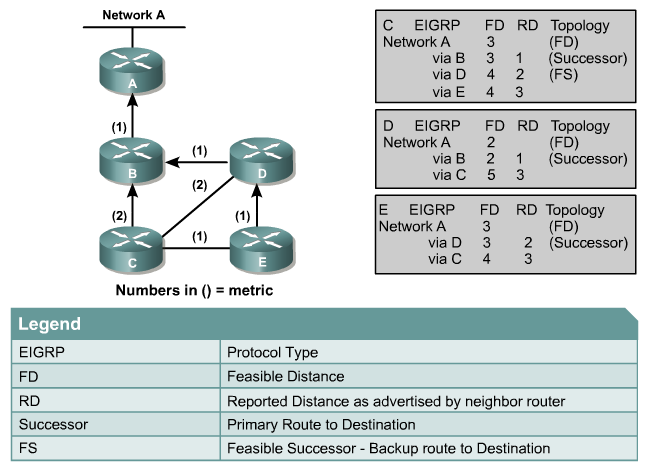 Network A
A
(1)
B
(1)
D
(2)
(2)
(1)
C
(1)
E
Numbers in () = metric
C EIGRP FD RD Topology
Network A 3 (FD)
via B 3 1 (Successor)
via D 4 2 (FS)
via E 4 3
D EIGRP FD RD Topology
Network A 2 (FD)
via B 2 1 (Successor)
via C 5 3
E EIGRP FD RD Topology
Network A 3 (FD)
via D 3 2 (Successor)
via C 4 3
Legend
EIGRP Protocol Type
FD Feasible Distance
RD Reported Distance as advertised by neighbor router
Successor Primary Route to Destination
FS Feasible Successor - Backup route to Destination